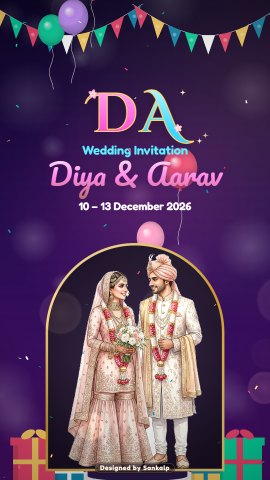 DA
Wedding Invitation
Diya & Aarav
10 – 13 December 2026
Designed by Sankalp